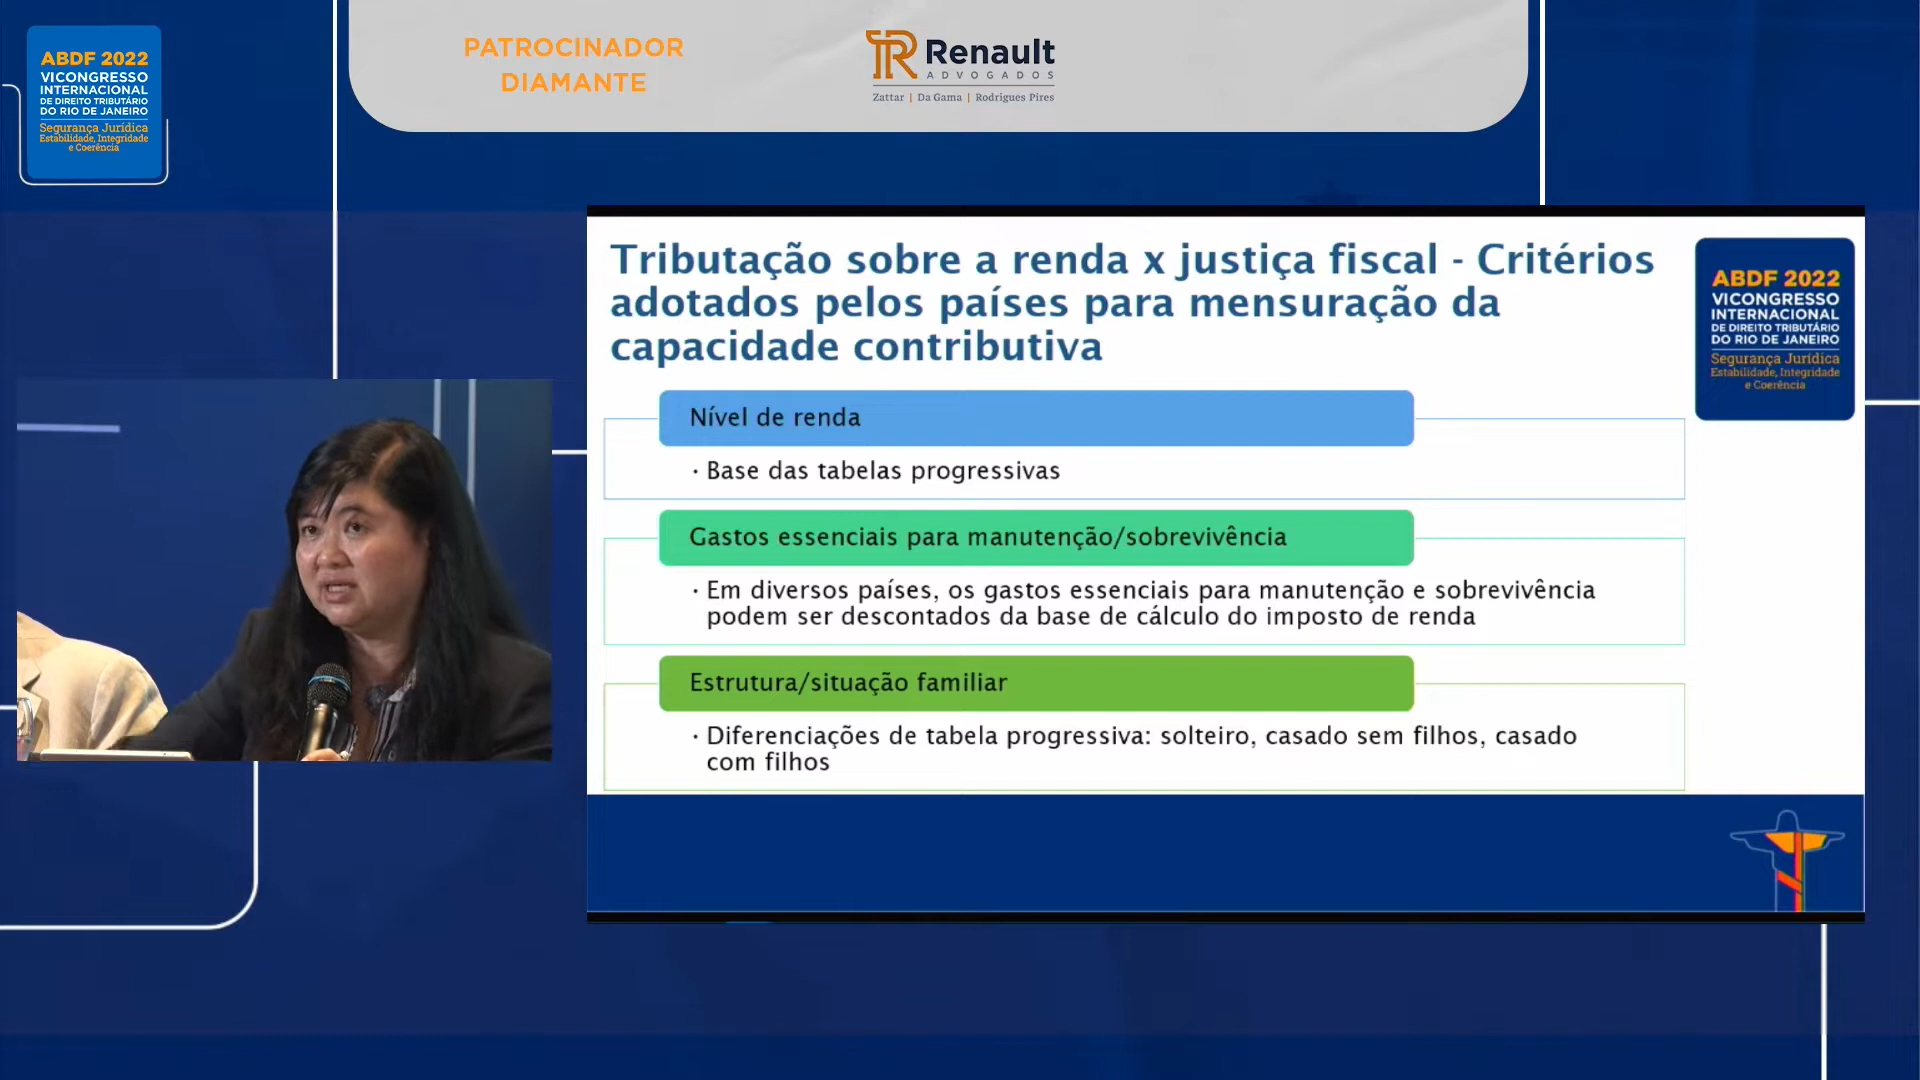 ABDF 2022
VI CONGRESSO
INTERNACIONAL
DE DIREITO TRIBUTÁRIO
DO RIO DE JANEIRO
Segurança Jurídica
Estabilidade, Integridade
e Coerência
PATROCINADOR
DIAMANTE
Renault
ADVOGADOS
Zattar | Da Gama | Rodrigues Pires
Tributação sobre a renda x justiça fiscal - Critérios
adotados pelos países para mensuração da
capacidade contributiva
ABDF 2022
VI CONGRESSO
INTERNACIONAL
DE DIREITO TRIBUTÁRIO
DO RIO DE JANEIRO
Segurança Jurídica
Estabilidade, Integridade
e Coerência
Nível de renda
• Base das tabelas progressivas
Gastos essenciais para manutenção/sobrevivência
• Em diversos países, os gastos essenciais para manutenção e sobrevivência
podem ser descontados da base de cálculo do imposto de renda
Estrutura/situação familiar
• Diferenciações de tabela progressiva: solteiro, casado sem filhos, casado
com filhos